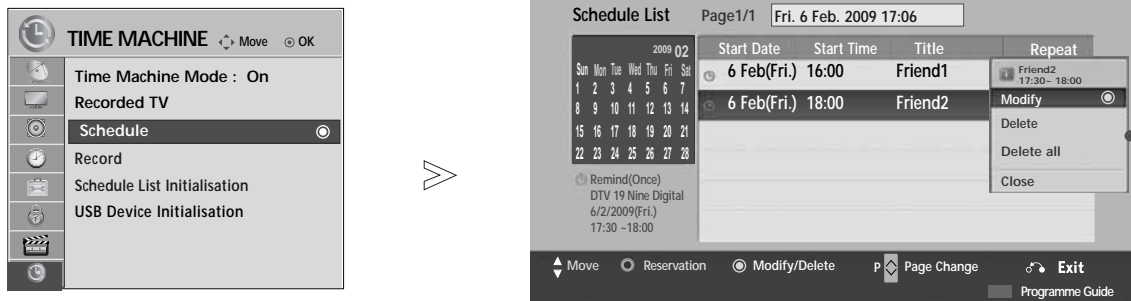 TIME MACHINE Move OK
Time Machine Mode : On
Recorded TV
Schedule
Record
Schedule List Initialisation
USB Device Initialisation
Schedule List Page1/1 Fri. 6 Feb. 2009 17:06
2009 02
Sun Mon Tue Wed Thu Fri Sat
1 2 3 4 5 6 7
8 9 10 11 12 13 14
15 16 17 18 19 20 21
22 23 24 25 26 27 28
Remind(Once)
DTV 19 Nine Digital
6/2/2009(Fri.)
17:30 ~18:00
Start Date Start Time Title Repeat
6 Feb(Fri.) 16:00 Friend1
6 Feb(Fri.) 18:00 Friend2
Friend2
17:30~ 18:00
Modify
Delete
Delete all
Close
Move Reservation Modify/Delete P Page Change Exit
Programme Guide